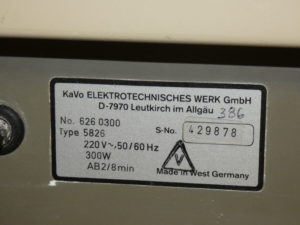 KaVo ELEKTROTECHNISCHES WERK GmbH
D-7970 Leutkirch im Allgäu
386
No. 626 0300
Type 5826 S-No. 429878
220V~,50/60 Hz
300W
AB2/8min
V
Made in West Germany